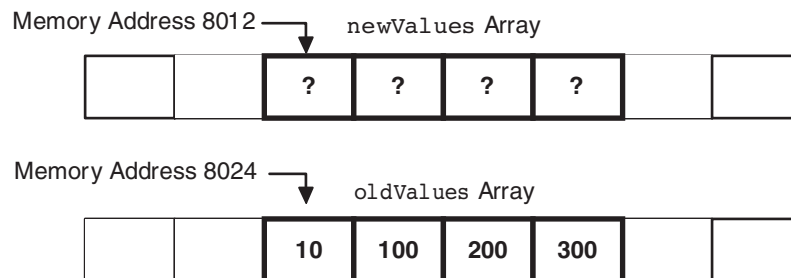 Memory Address 8012
newValues Array
? ? ? ?
Memory Address 8024
oldValues Array
10 100 200 300